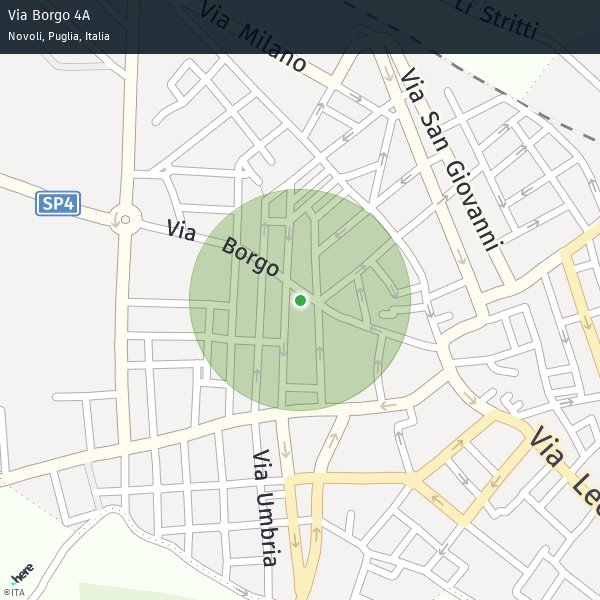 Via Borgo 4A
Novoli, Puglia, Italia
Via Milano
Li Stritti
Via San Giovanni
SP4
Via Borgo
Via Umbria
Via
here
©ITA